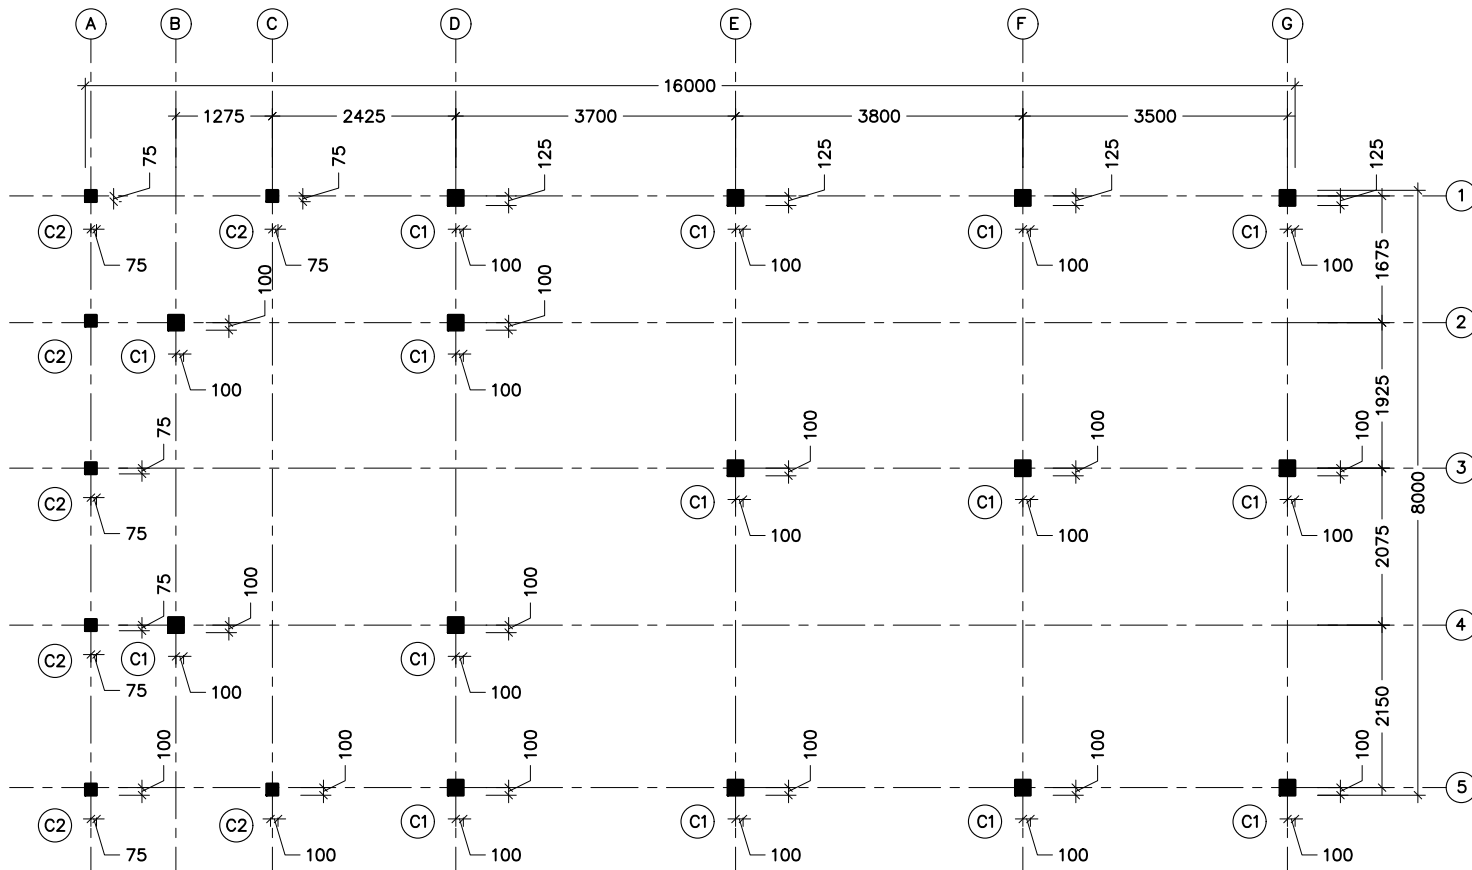 A B C D E F G
16000
1275 2425 3700 3800 3500
75 75 125 125 125 125
1
C2 C2 C1 C1 C1 C1
75 75 100 100 100 100
1675
100 100
2
C2 C1 C1
100 100
1925
75 100 100 100
3
C2 C1 C1 C1
8000
75 100 100 100
2075
75 100 100
4
C2 C1 C1
75 100 100
2150
100 100 100 100 100 100
5
C2 C2 C1 C1 C1 C1
75 100 100 100 100 100